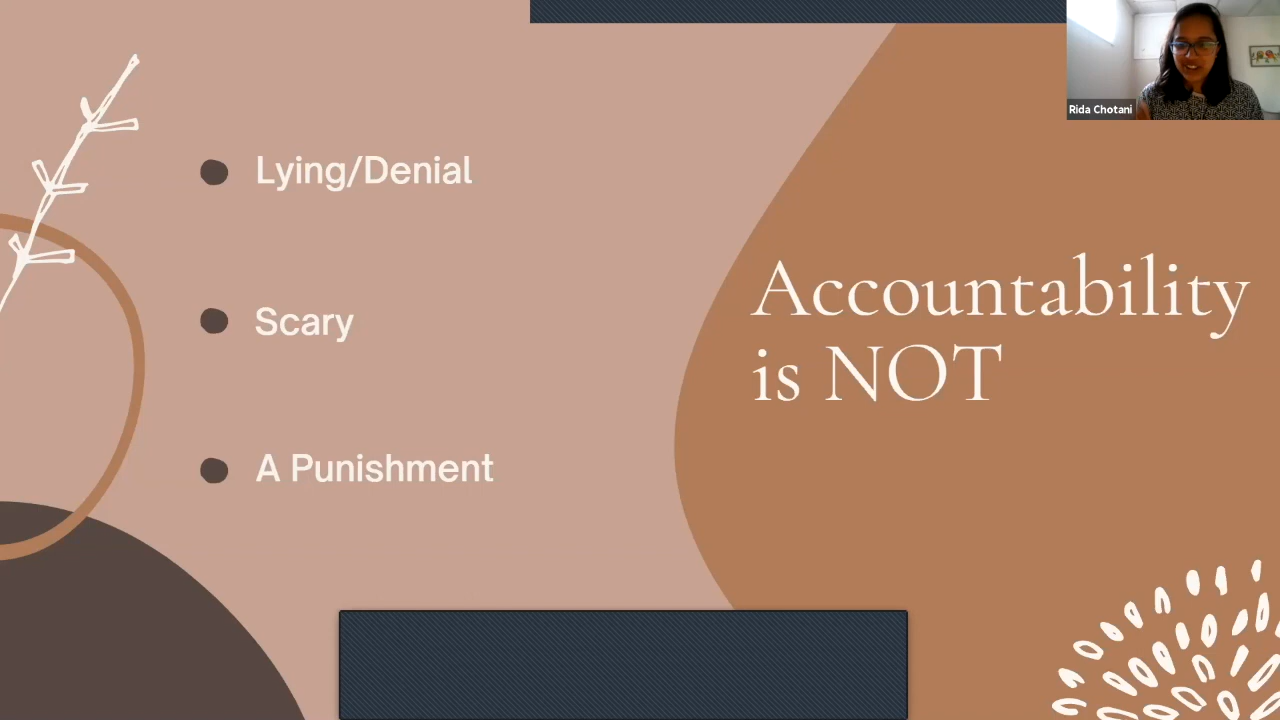 Rida Chotani
Lying/Denial
Scary
A Punishment
Accountability
is NOT